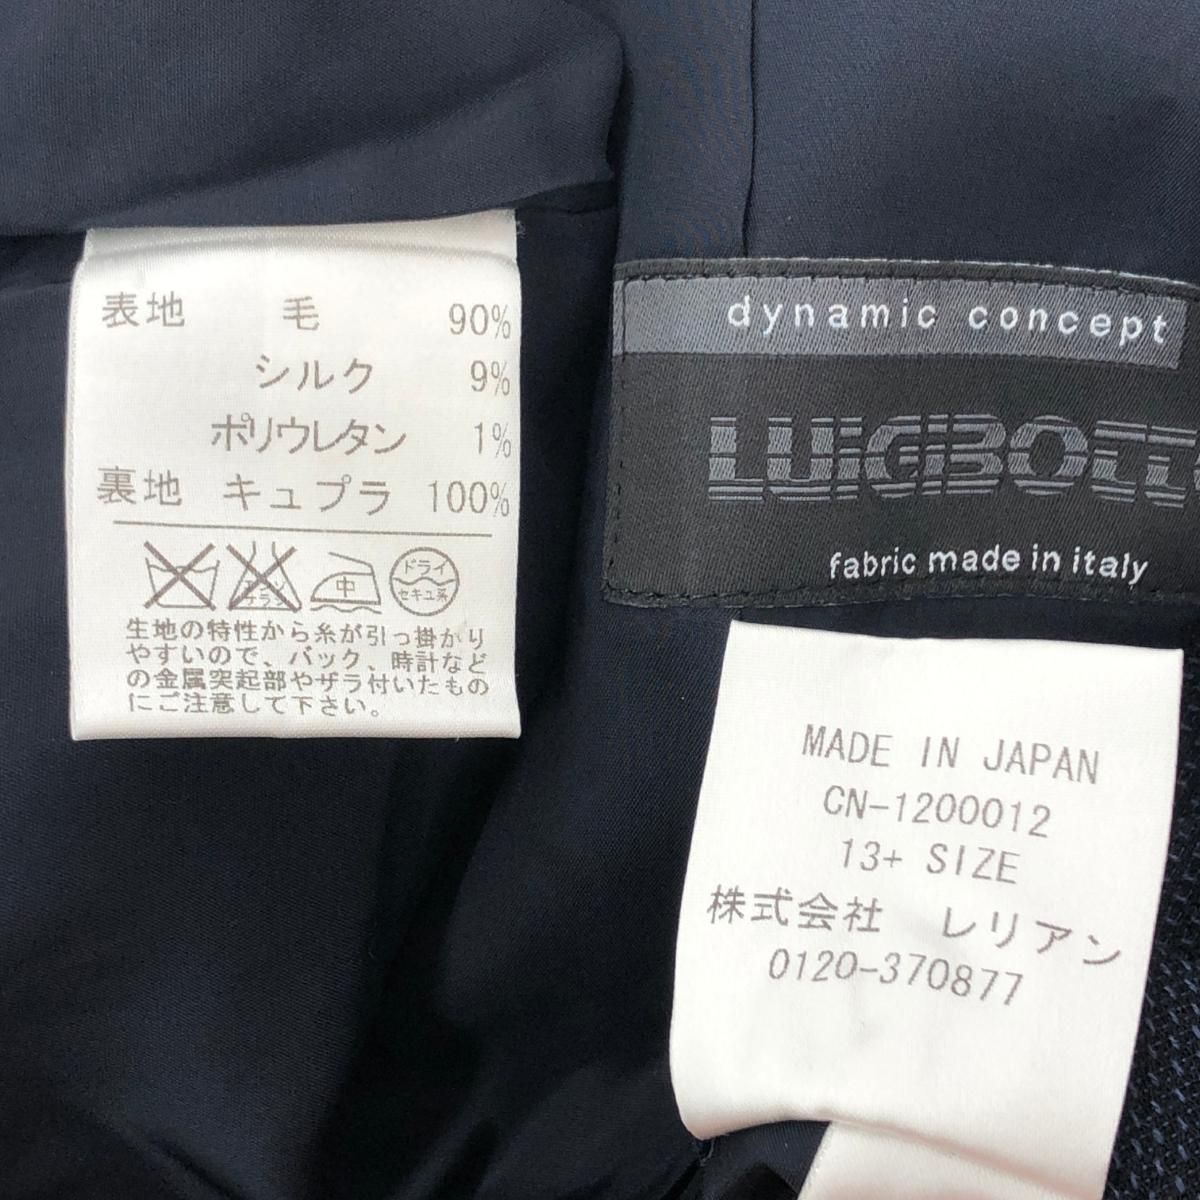 表地 毛 90%
シルク 9%
ポリウレタン 1%
裏地 キュプラ 100%
中
ドライ
セキユ系
生地の特性から糸が引っ掛かり
やすいので、バック、時計など
の金属突起部やザラ付いたもの
にご注意して下さい。
dynamic concept
LUIGIBOTT
fabric made in italy
MADE IN JAPAN
CN-1200012
13+ SIZE
株式会社 レリアン
0120-370877